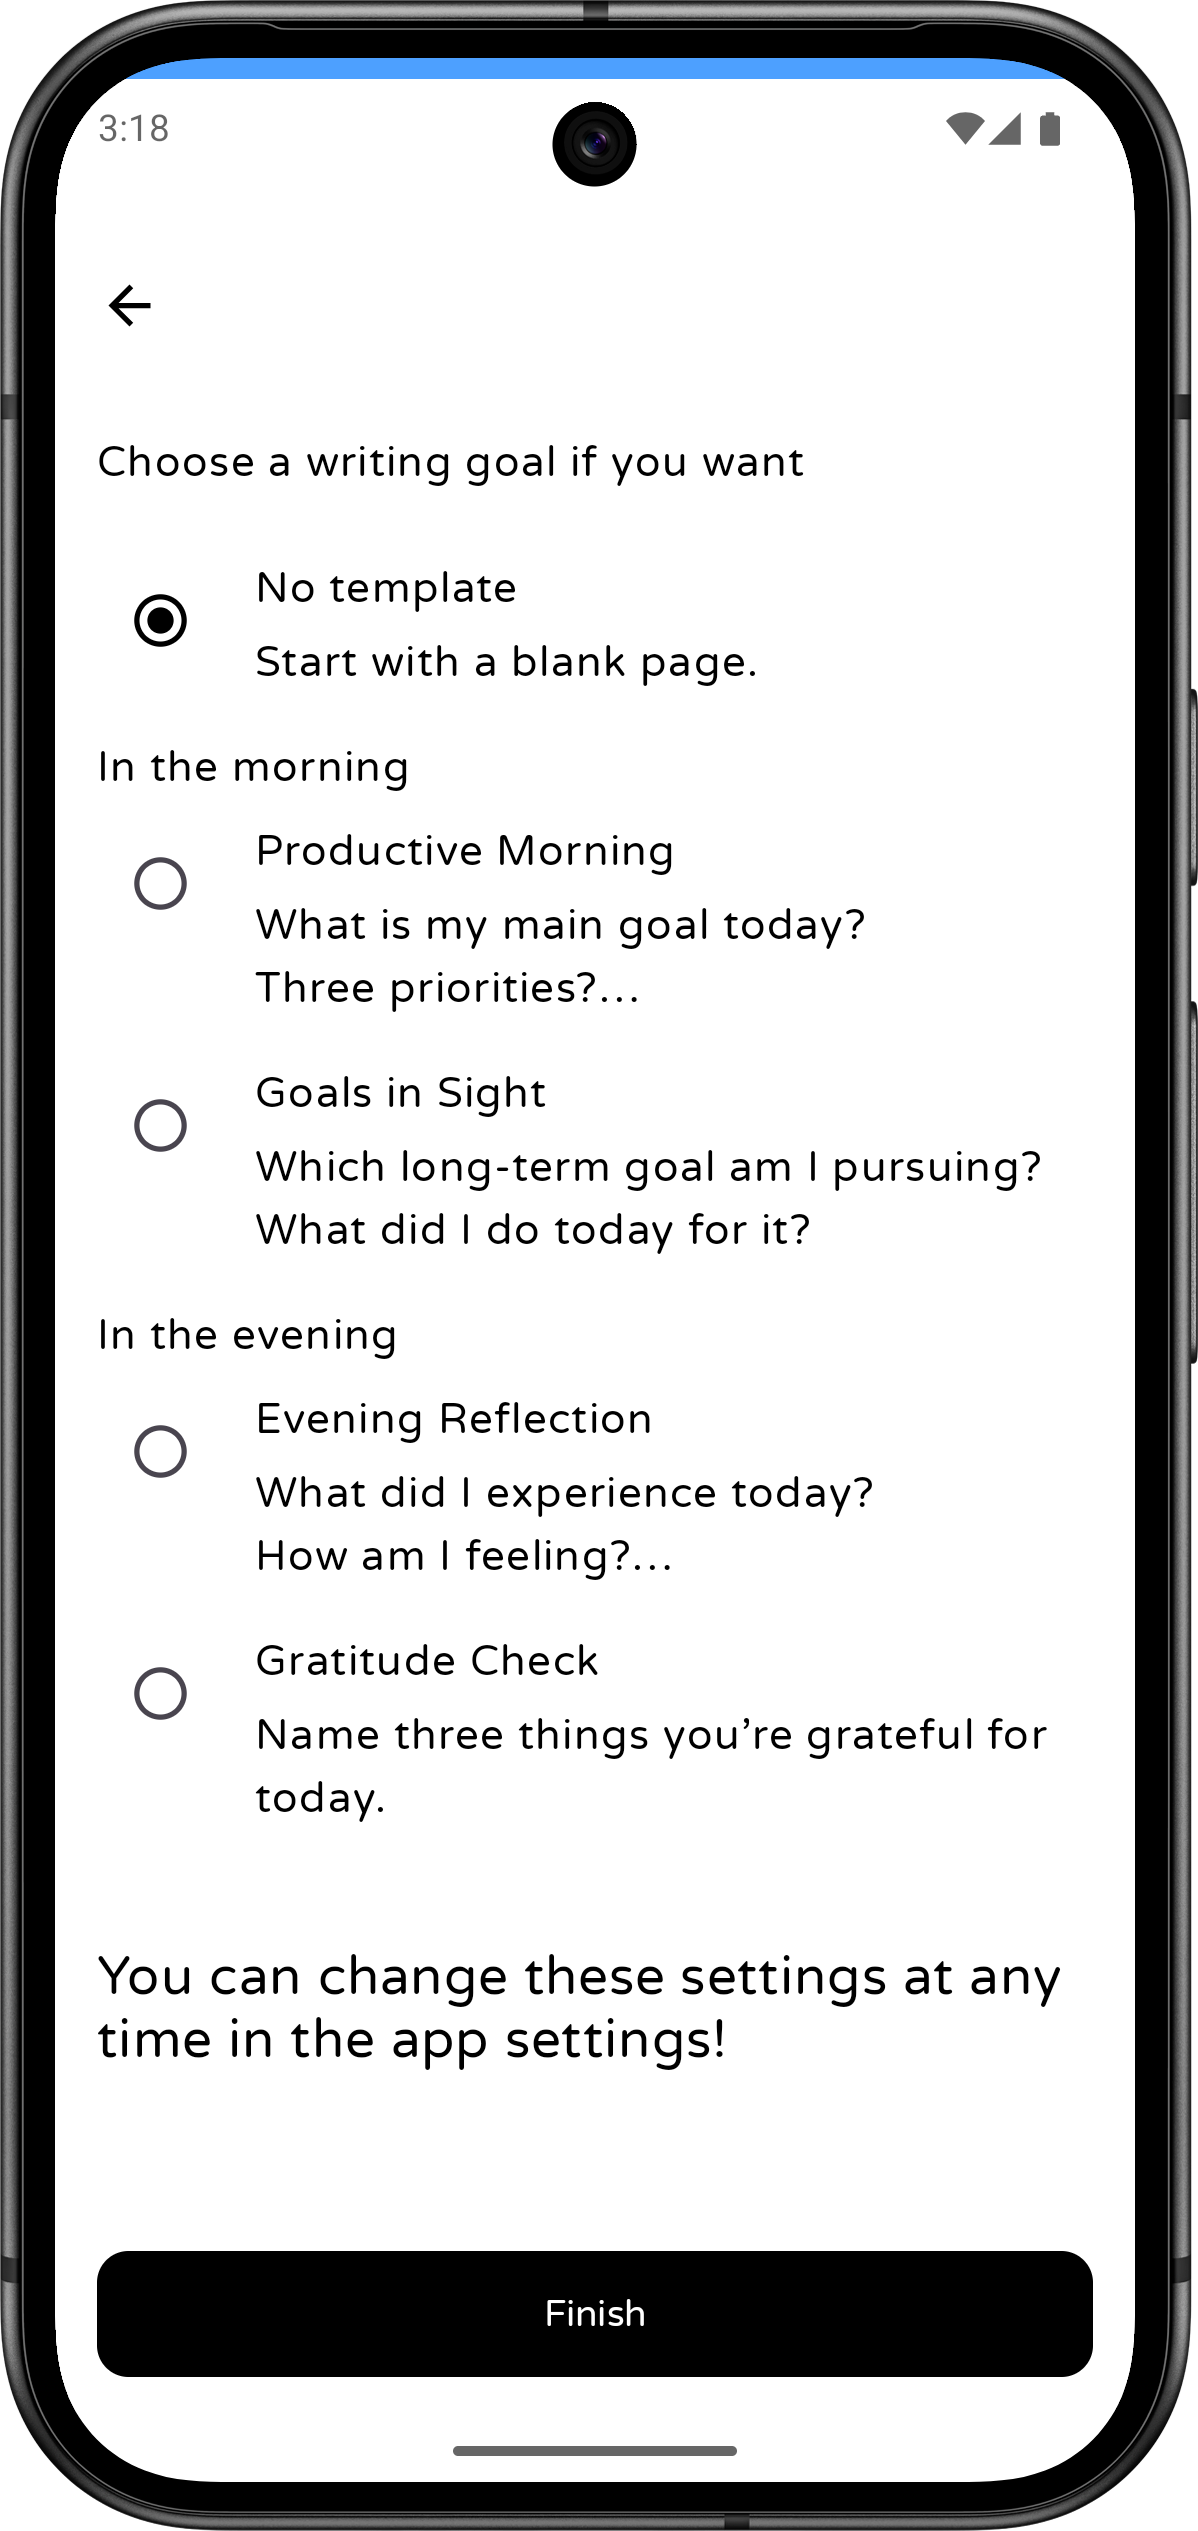 3:18
Choose a writing goal if you want
No template
Start with a blank page.
In the morning
Productive Morning
What is my main goal today?
Three priorities?...
Goals in Sight
Which long-term goal am I pursuing?
What did I do today for it?
In the evening
Evening Reflection
What did I experience today?
How am I feeling?...
Gratitude Check
Name three things you’re grateful for
today.
You can change these settings at any
time in the app settings!
Finish